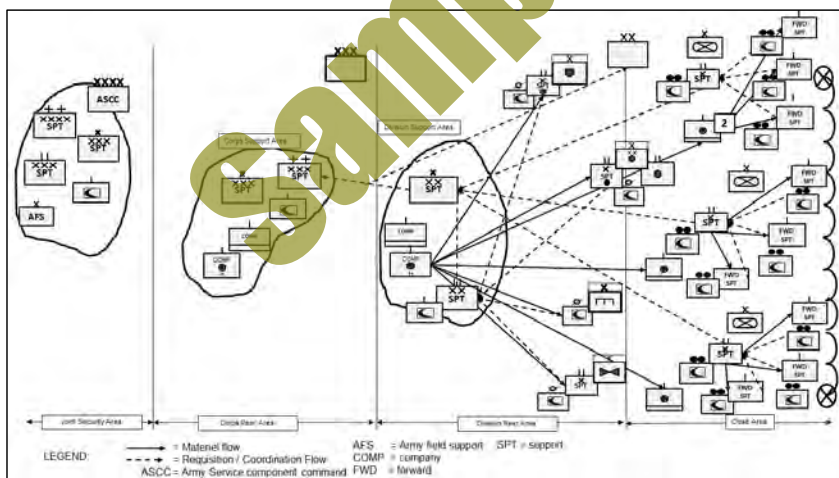 XXXX
ASCC
+ +
XXXX
SPT
X
XXX
SPT
XXX
SPT
X
AFS
XXX
Corps Support Area
+ +
XXX
SPT
X
XXX
SPT
COMP
COMP
Division Support Area
X
XX
SPT
COMP
COMP
XX
SPT
XX
SPT
SPT
SPT
2
SPT
FWD
SPT
FWD
SPT
FWD
SPT
SPT
FWD
SPT
FWD
SPT
FWD
SPT
SPT
FWD
SPT
FWD
SPT
FWD
SPT
Sample
Joint Security Area
Corps Rear Area
Division Rear Area
Close Area
LEGEND:
= Materiel flow
= Requisition / Coordination Flow
ASCC = Army Service component command
AFS = Army field support SPT = support
COMP = company
FWD = forward